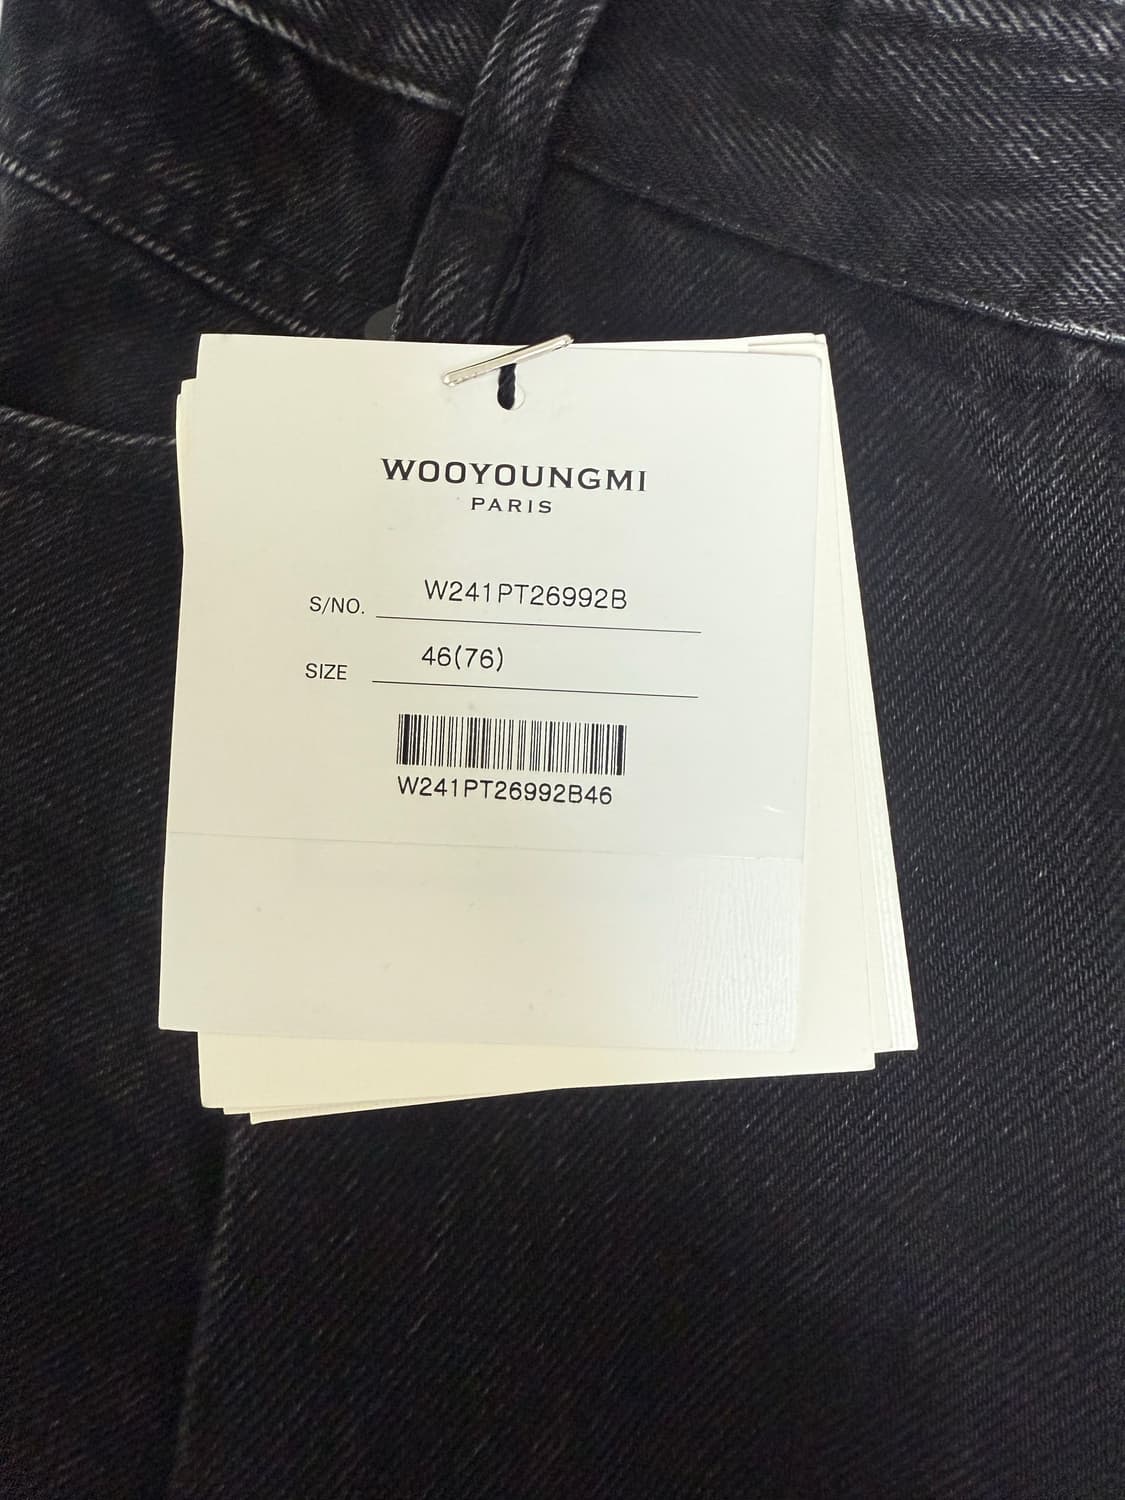 WOOYOUNGMI
PARIS
S/NO. W241PT26992B
SIZE 46(76)
W241PT26992B46